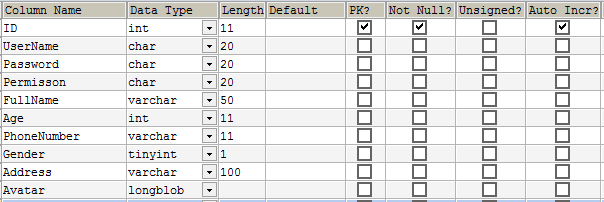 Column Name Data Type Length Default PK? Not Null? Unsigned? Auto Incr?
ID int 11
UserName char 20
Password char 20
Permisson char 20
FullName varchar 50
Age int 11
PhoneNumber varchar 11
Gender tinyint 1
Address varchar 100
Avatar longblob